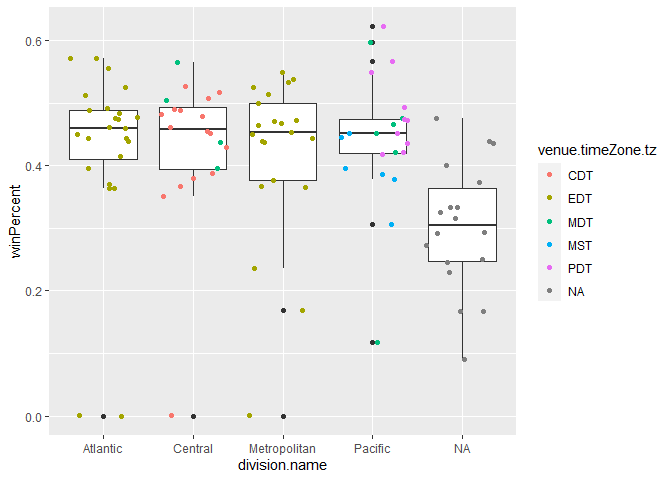 0.6
0.4
0.2
0.0
winPercent
Atlantic
Central
Metropolitan
Pacific
NA
division.name
venue.timeZone.tz
CDT
EDT
MDT
MST
PDT
NA